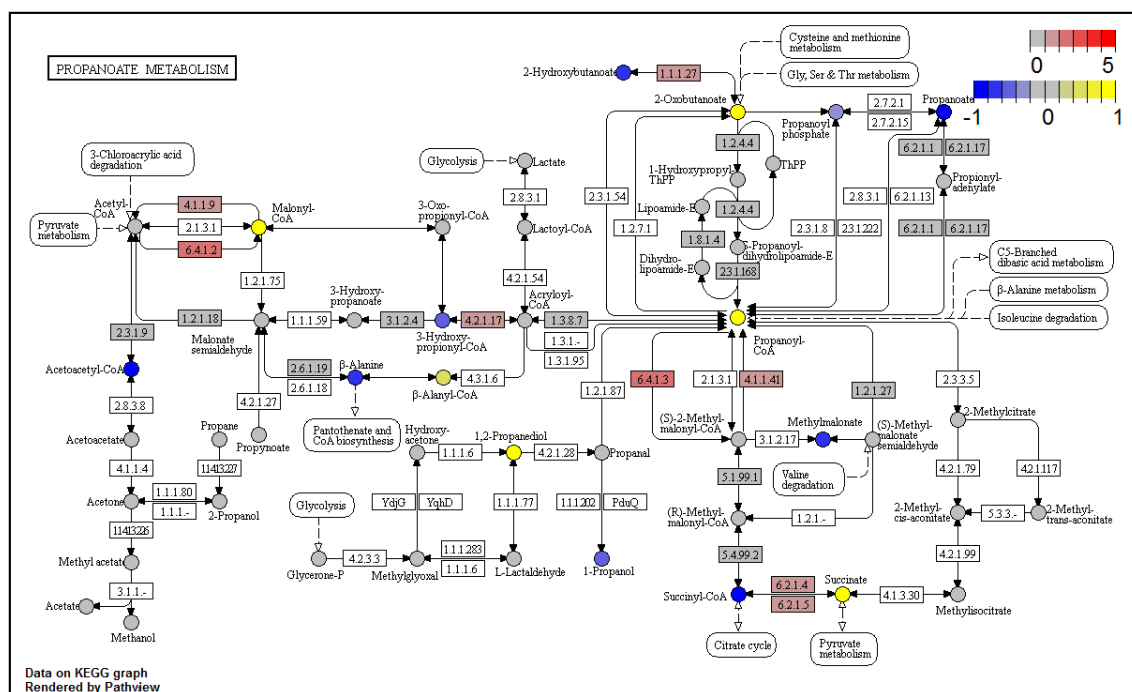 PROPANOATE METABOLISM
Cysteine and methionine
metabolism
Gly, Ser & Thr metabolism
0
5
-1
0
1
2-Hydroxybutanoate
1.1.1.27
2-Oxobutanoate
Propanoyl
phosphate
2.7.2.1
2.7.2.15
Propanoate
1.2.4.4
ThPP
1-Hydroxypropyl-
ThPP
6.2.1.1
6.2.1.17
Propionyl-
adenylate
3-Chloroacrylic acid
degradation
Glycolysis
Lactate
2.8.3.1
2.3.1.54
Lipoamide-E
1.2.4.4
2.8.3.1
6.2.1.13
Acetyl-
CoA
4.1.1.9
Malonyl-
CoA
3-Oxo-
propionyl-CoA
Lactoyl-CoA
Pyruvate
metabolism
2.1.3.1
6.4.1.2
1.2.7.1
1.8.1.4
S-Propanoyl-
dihydrolipoamide-E
2.3.1.8
2.3.1.222
6.2.1.1
6.2.1.17
Dihydro-
lipoamide-E
2.3.1.168
C5-Branched
dibasic acid metabolism
β-Alanine metabolism
Isoleucine degradation
1.2.1.75
4.2.1.54
3-Hydroxy-
propanoate
Acryloyl-
CoA
1.2.1.18
1.1.1.59
3.1.2.4
4.2.1.17
1.3.8.7
Malonate
semialdehyde
3-Hydroxy-
propionyl-CoA
1.3.1.-
1.3.1.95
Propanoyl-
CoA
2.3.1.9
Acetoacetyl-CoA
2.6.1.19
2.6.1.18
β-Alanine
β-Alanyl-CoA
4.3.1.6
1.2.1.87
6.4.1.3
2.1.3.1
4.1.1.41
1.2.1.27
2.3.3.5
2.8.3.8
4.2.1.27
Pantothenate and
CoA biosynthesis
Acetoacetate
Propane
Propynoate
Hydroxy-
acetone
1,2-Propanediol
1.1.1.6
4.2.1.28
Propanal
(S)-2-Methyl-
malonyl-CoA
3.1.2.17
Methylmalonate
(S)-Methyl-
malonate
semialdehyde
2-Methylcitrate
4.1.1.4
1.14.13.227
Valine
degradation
4.2.1.79
4.2.1.117
5.1.99.1
Acetone
1.1.1.80
1.1.1.-
2-Propanol
Glycolysis
YdjG
YqhD
1.1.1.77
1.1.1.202
PduQ
(R)-Methyl-
malonyl-CoA
1.2.1.-
2-Methyl-
cis-aconitate
5.3.3.-
2-Methyl-
trans-aconitate
1.14.13.226
Methyl acetate
Glycerone-P
4.2.3.3
Methylglyoxal
1.1.1.283
1.1.1.6
L-Lactaldehyde
1-Propanol
5.4.99.2
4.2.1.99
3.1.1.-
Acetate
Methanol
Succinyl-CoA
6.2.1.4
6.2.1.5
Succinate
4.1.3.30
Methylisocitrate
Citrate cycle
Pyruvate
metabolism
Data on KEGG graph
Rendered by Pathview